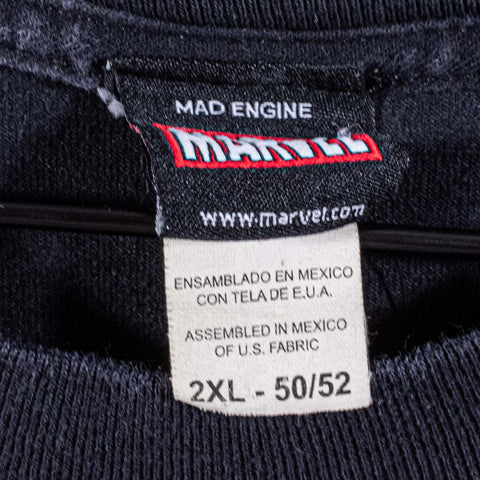 MAD ENGINE
MARVEL
www.marvel.com
ENSAMBLADO EN MEXICO
CON TELA DE E.U.A.
ASSEMBLED IN MEXICO
OF U.S. FABRIC
2XL - 50/52